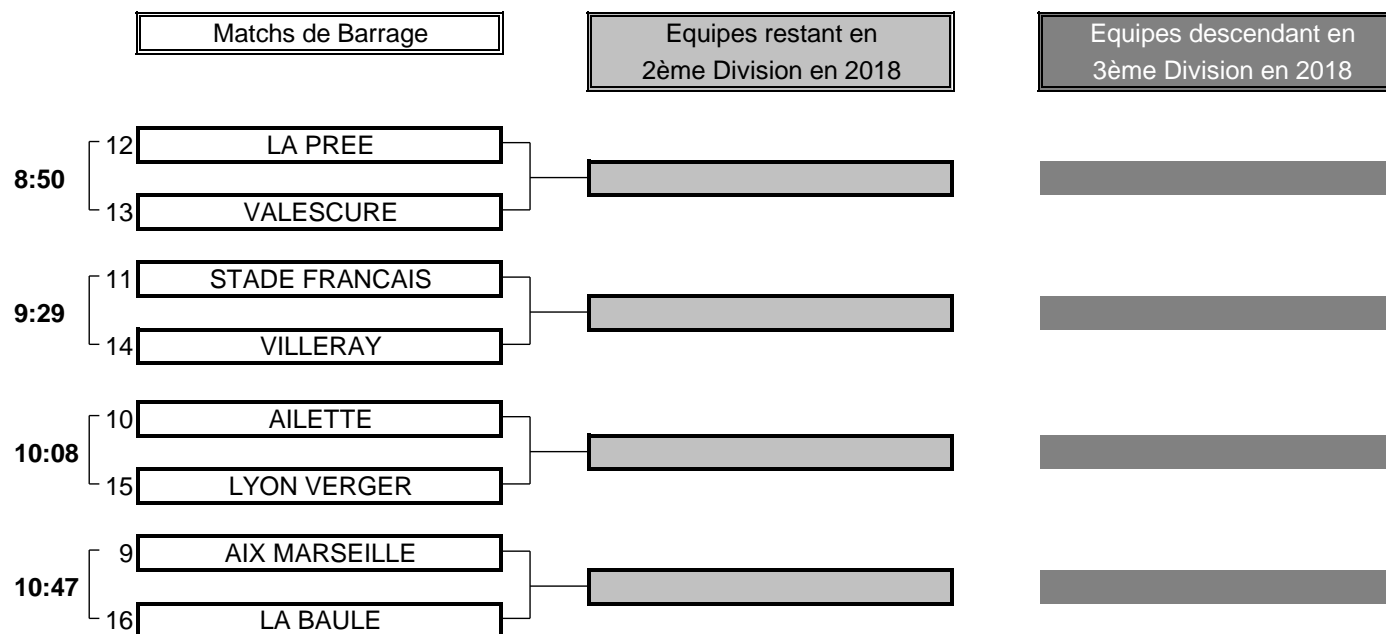 Matchs de Barrage
Equipes restant en
2ème Division en 2018
Equipes descendant en
3ème Division en 2018
12 LA PREE
8:50
13 VALESCURE
11 STADE FRANCAIS
9:29
14 VILLERAY
10 AILETTE
10:08
15 LYON VERGER
9 AIX MARSEILLE
10:47
16 LA BAULE